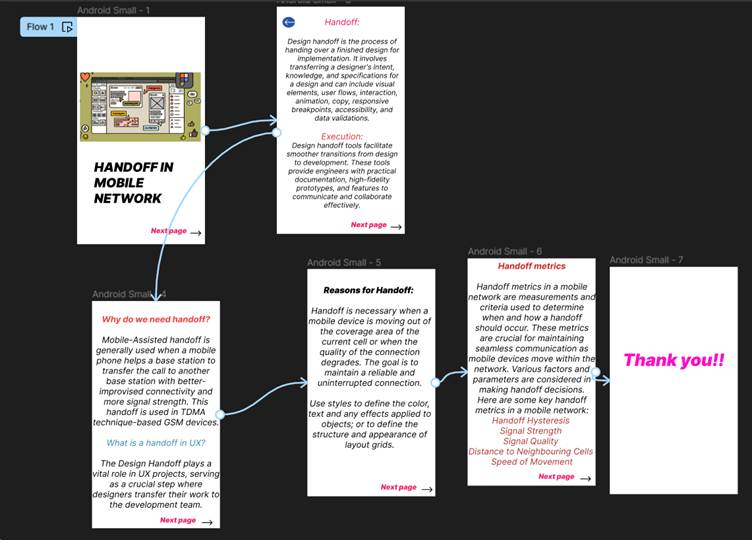 Android Small - 1
Flow 1
HANDOFF IN
MOBILE
NETWORK
Next page
Handoff:
Design handoff is the process of
handing over a finished design for
implementation. It involves
transferring a designer's intent,
knowledge, and specifications for
a design and can include visual
elements, user flows, interaction,
animation, copy, responsive
breakpoints, accessibility, and
data validations.
Execution:
Design handoff tools facilitate
smoother transitions from design
to development. These tools
provide engineers with practical
documentation, high-fidelity
prototypes, and features to
communicate and collaborate
effectively.
Next page
Android Small - 4
Why do we need handoff?
Mobile-Assisted handoff is
generally used when a mobile
phone helps a base station to
transfer the call to another
base station with better-
improvised connectivity and
more signal strength. This
handoff is used in TDMA
technique-based GSM devices.
What is a handoff in UX?
The Design Handoff plays a
vital role in UX projects, serving
as a crucial step where
designers transfer their work to
the development team.
Next page
Android Small - 5
Reasons for Handoff:
Handoff is necessary when a
mobile device is moving out of
the coverage area of the
current cell or when the
quality of the connection
degrades. The goal is to
maintain a reliable and
uninterrupted connection.
Use styles to define the color,
text and any effects applied to
objects; or to define the
structure and appearance of
layout grids.
Next page
Android Small - 6
Handoff metrics
Handoff metrics in a mobile
network are measurements and
criteria used to determine
when and how a handoff
should occur. These metrics
are crucial for maintaining
seamless communication as
mobile devices move within the
network. Various factors and
parameters are considered in
making handoff decisions.
Here are some key handoff
metrics in a mobile network:
Handoff Hysteresis
Signal Strength
Signal Quality
Distance to Neighbouring Cells
Speed of Movement
Next page
Android Small - 7
Thank you!!